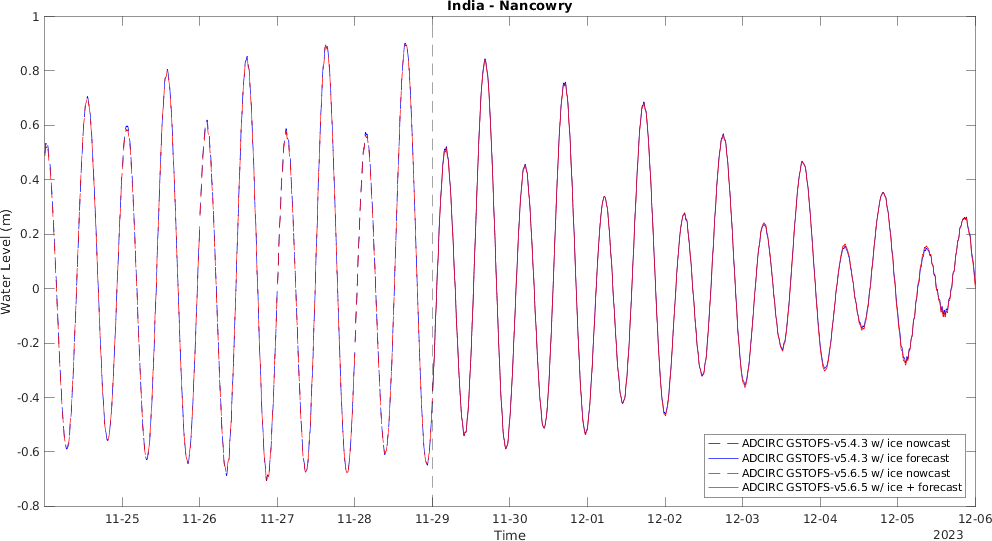 India - Nancowry
Water Level (m)
1
0.8
0.6
0.4
0.2
0
-0.2
-0.4
-0.6
-0.8
ADCIRC GSTOFS-v5.4.3 w/ ice nowcast
ADCIRC GSTOFS-v5.4.3 w/ ice forecast
ADCIRC GSTOFS-v5.6.5 w/ ice nowcast
ADCIRC GSTOFS-v5.6.5 w/ ice + forecast
11-25 11-26 11-27 11-28 11-29 11-30 12-01 12-02 12-03 12-04 12-05 12-06
Time
2023